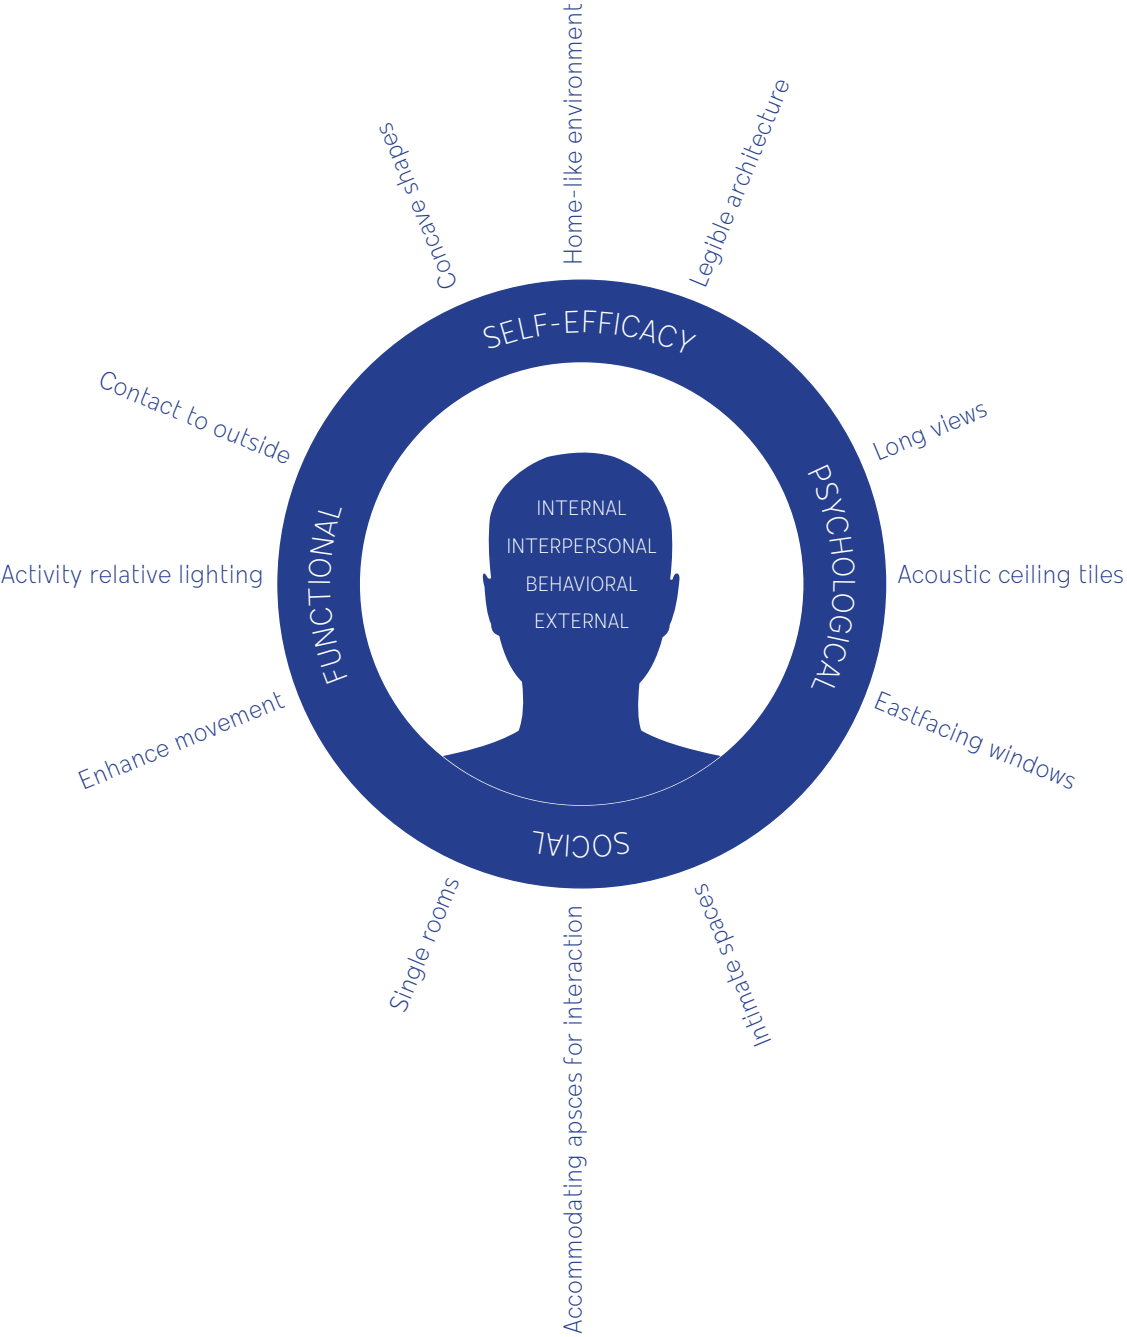 Home-like environment
Legible architecture
Concave shapes
SELF-EFFICACY
Contact to outside
Long views
FUNCTIONAL
PSYCHOLOGICAL
INTERNAL
INTERPERSONAL
BEHAVIORAL
EXTERNAL
Activity relative lighting
Acoustic ceiling tiles
Enhance movement
Eastfacing windows
SOCIAL
Single rooms
Accommodating apsces for interaction
Intimate spaces